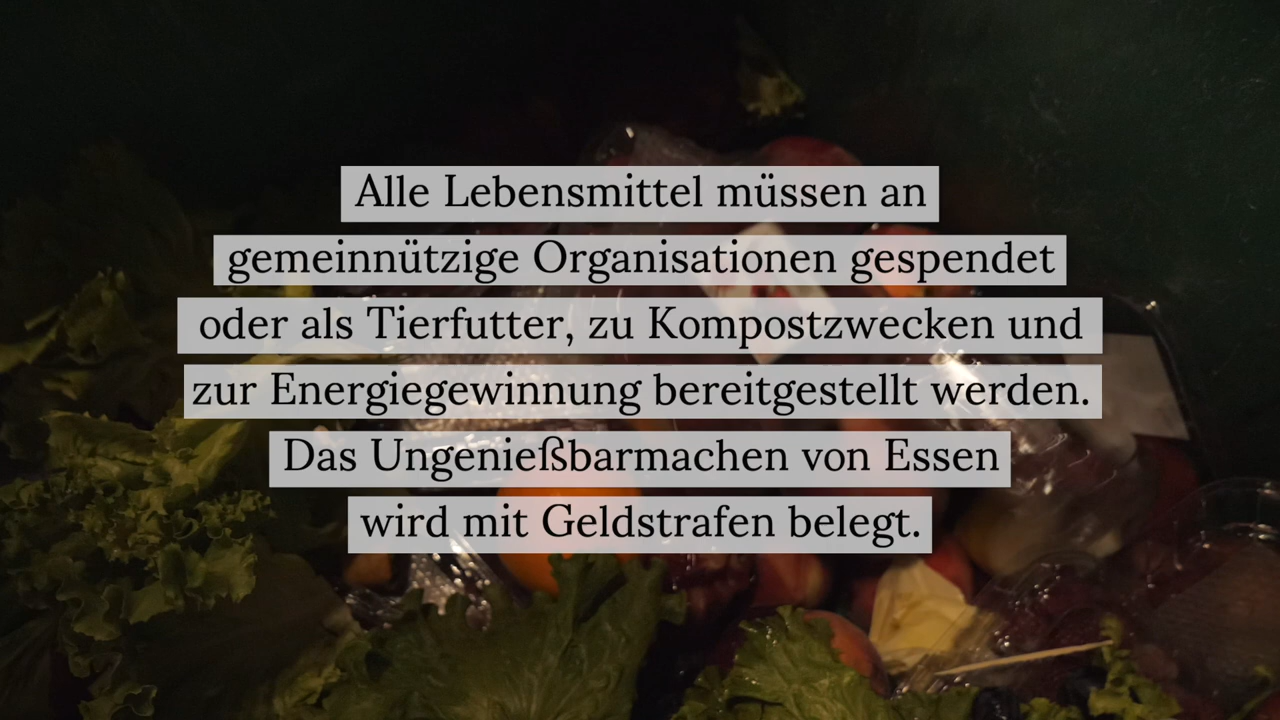 Alle Lebensmittel müssen an
gemeinnützige Organisationen gespendet
oder als Tierfutter, zu Kompostzwecken und
zur Energiegewinnung bereitgestellt werden.
Das Ungenießbarmachen von Essen
wird mit Geldstrafen belegt.